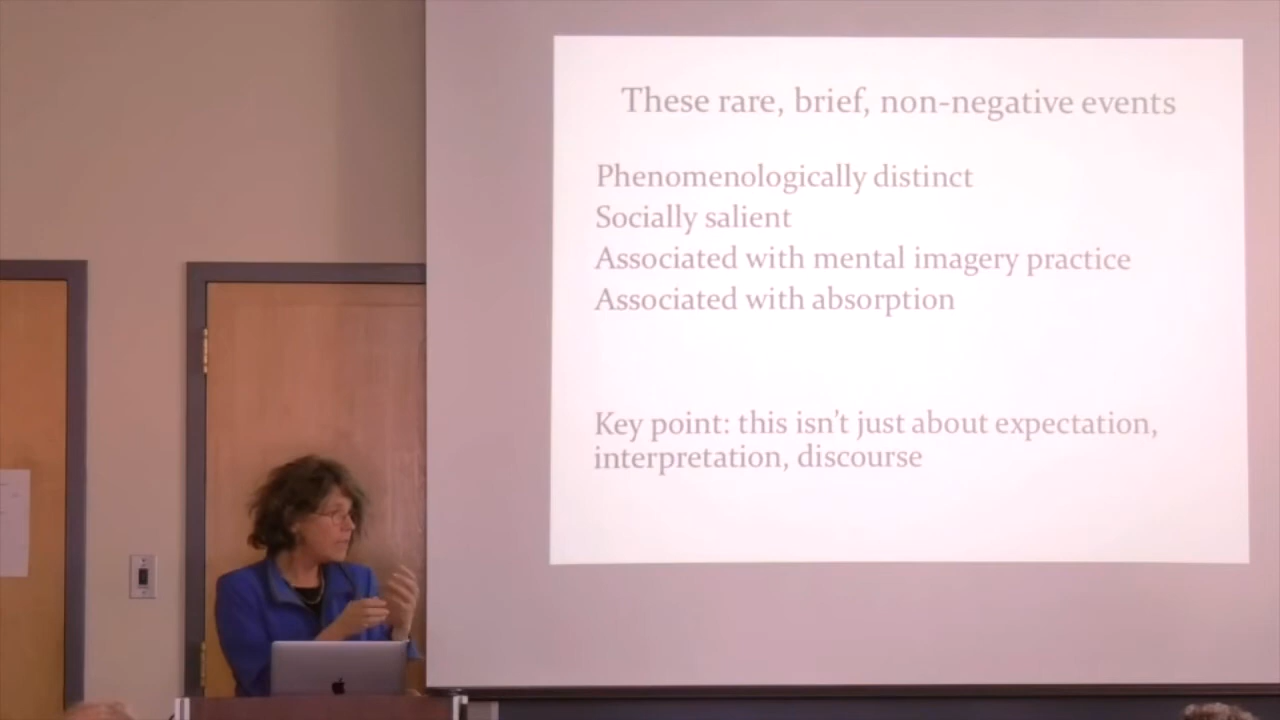 These rare, brief, non-negative events
Phenomenologically distinct
Socially salient
Associated with mental imagery practice
Associated with absorption
Key point: this isn't just about expectation,
interpretation, discourse